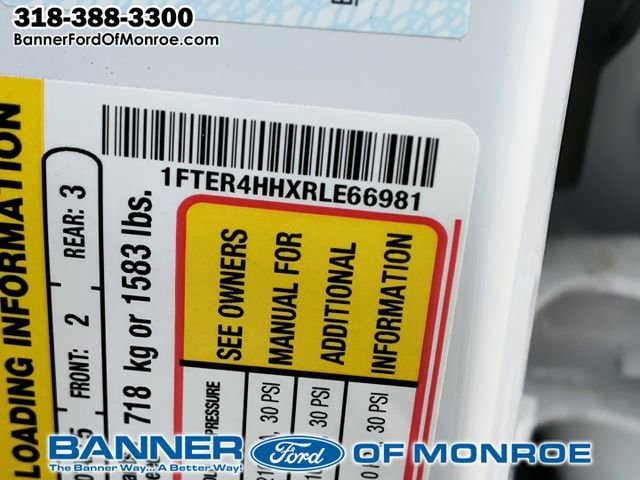 318-388-3300
BannerFordOfMonroe.com
1FTER4HHXRLE66981
LOADING INFORMATION
FRONT: 2 REAR: 3
718 kg or 1583 lbs.
SEE OWNERS
MANUAL FOR
ADDITIONAL
INFORMATION
30 PSI
30 PSI
30 PSI
BANNER Ford OF MONROE
The Banner Way... A Better Way!